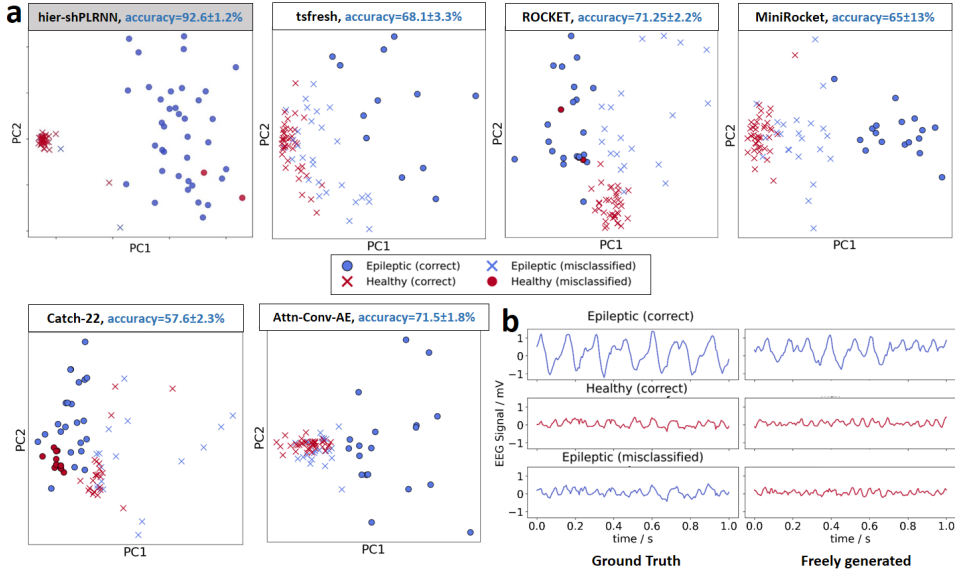 a
hier-shPLRNN, accuracy=92.6±1.2%
tsfresh, accuracy=68.1±3.3%
ROCKET, accuracy=71.25±2.2%
MiniRocket, accuracy=65±13%
PC2
PC1
PC2
PC1
PC2
PC1
PC2
PC1
Epileptic (correct)
Epileptic (misclassified)
Healthy (correct)
Healthy (misclassified)
Catch-22, accuracy=57.6±2.3%
Attn-Conv-AE, accuracy=71.5±1.8%
PC2
PC1
PC2
PC1
b
Epileptic (correct)
1
0
−1
Healthy (correct)
1
0
−1
Epileptic (misclassified)
1
0
−1
EEG Signal / mV
0.0 0.2 0.4 0.6 0.8 1.0
time / s
0.0 0.2 0.4 0.6 0.8 1.0
time / s
Ground Truth
Freely generated